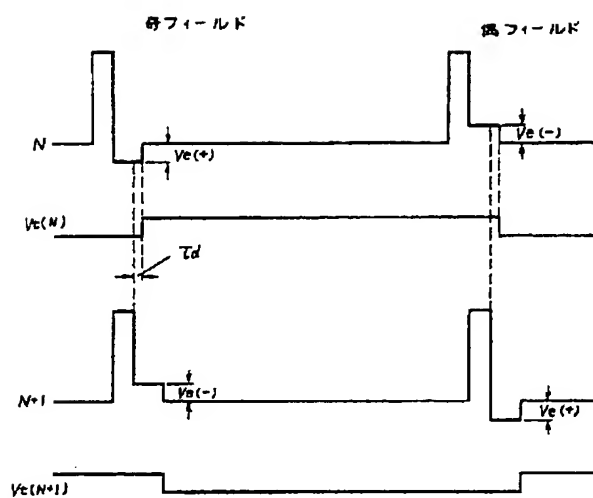 奇フィールド
偶フィールド
N
Ve(+)
Ve(-)
Vt(N)
τd
N+1
Ve(-)
Ve(+)
Vt(N+1)